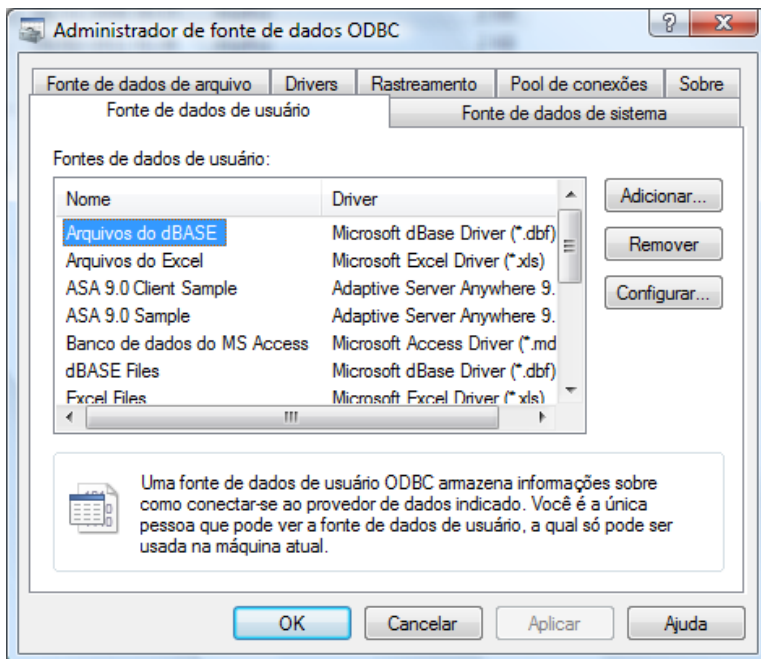 Administrador de fonte de dados ODBC
Fonte de dados de arquivo Drivers Rastreamento Pool de conexões Sobre
Fonte de dados de usuário Fonte de dados de sistema
Fontes de dados de usuário:
Nome Driver
Arquivos do dBASE Microsoft dBase Driver (*.dbf)
Arquivos do Excel Microsoft Excel Driver (*.xls)
ASA 9.0 Client Sample Adaptive Server Anywhere 9.
ASA 9.0 Sample Adaptive Server Anywhere 9.
Banco de dados do MS Access Microsoft Access Driver (*.md
dBASE Files Microsoft dBase Driver (*.dbf)
Excel Files Microsoft Excel Driver (*.xls)
Adicionar...
Remover
Configurar...
Uma fonte de dados de usuário ODBC armazena informações sobre
como conectar-se ao provedor de dados indicado. Você é a única
pessoa que pode ver a fonte de dados de usuário, a qual só pode ser
usada na máquina atual.
OK Cancelar Aplicar Ajuda